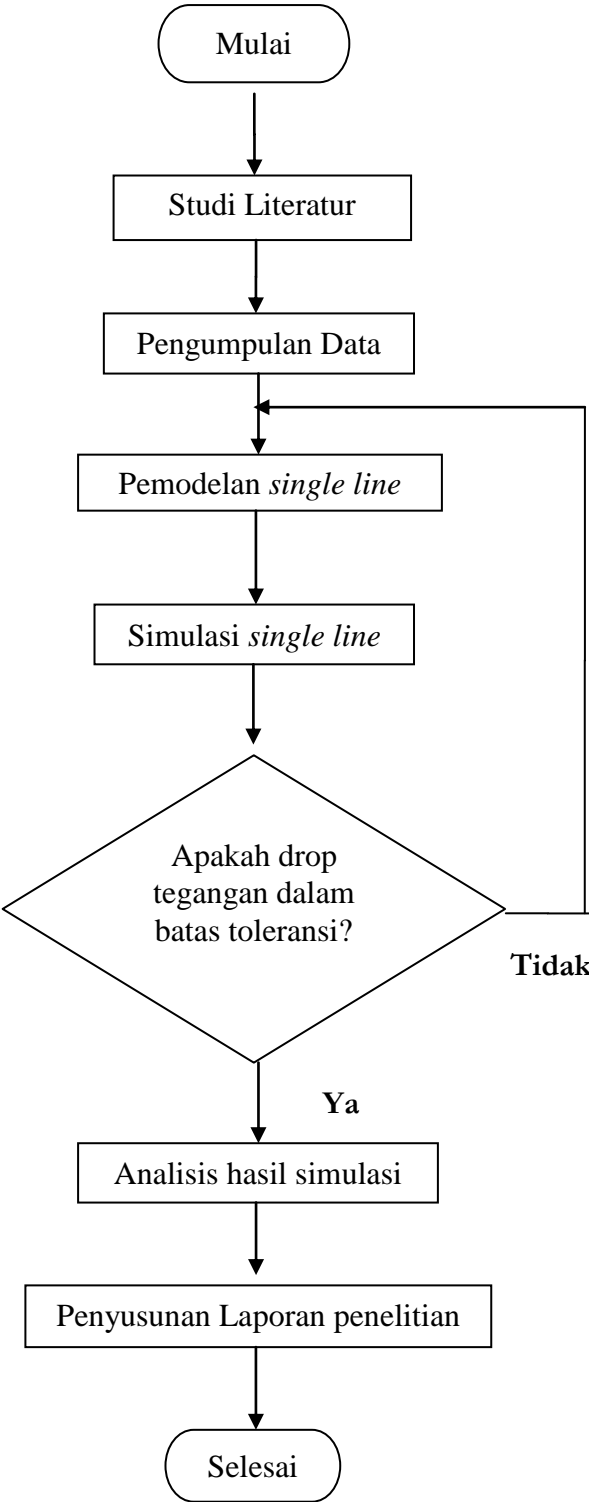 Mulai
Studi Literatur
Pengumpulan Data
Pemodelan single line
Simulasi single line
Apakah drop
tegangan dalam
batas toleransi?
Tidak
Ya
Analisis hasil simulasi
Penyusunan Laporan penelitian
Selesai